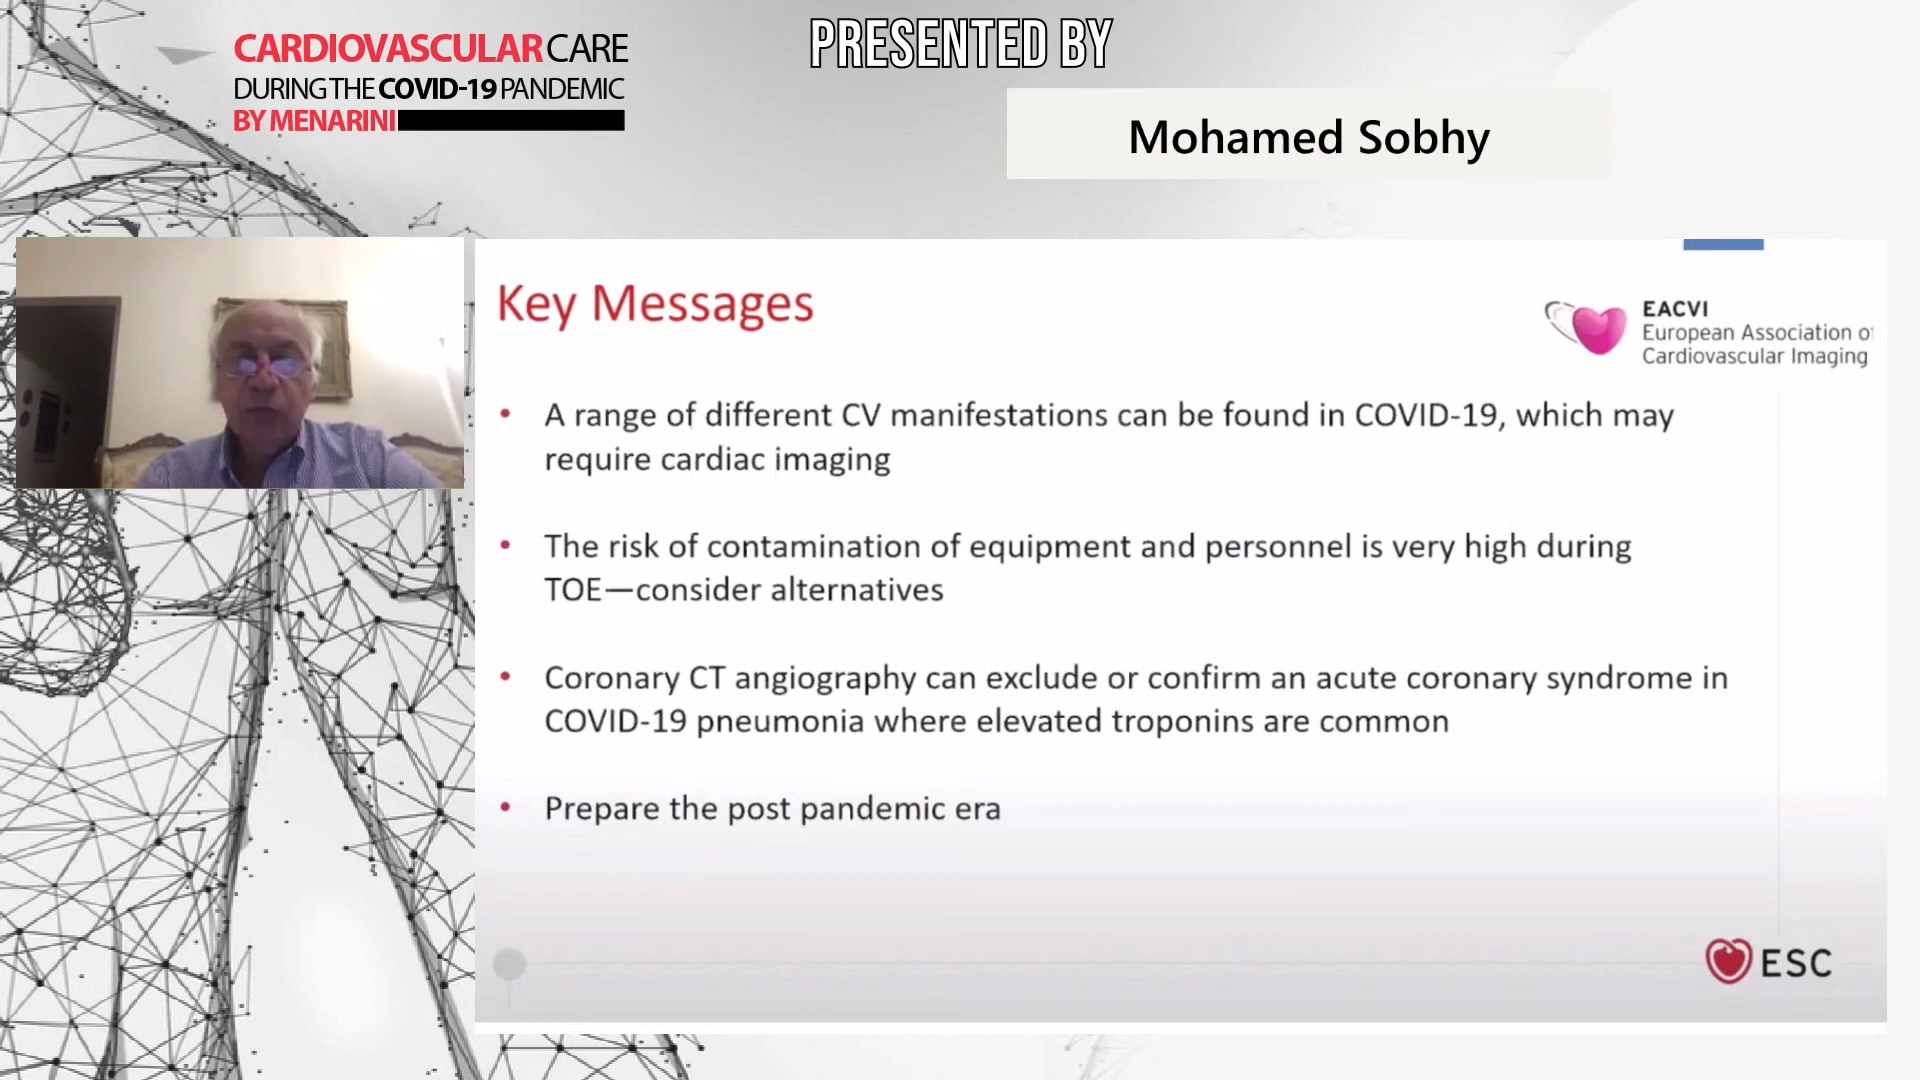 CARDIOVASCULAR CARE
DURING THE COVID-19 PANDEMIC
BY MENARINI
PRESENTED BY
Mohamed Sobhy
Key Messages
EACVI
European Association of
Cardiovascular Imaging
• A range of different CV manifestations can be found in COVID-19, which may
require cardiac imaging
• The risk of contamination of equipment and personnel is very high during
TOE—consider alternatives
• Coronary CT angiography can exclude or confirm an acute coronary syndrome in
COVID-19 pneumonia where elevated troponins are common
• Prepare the post pandemic era
ESC